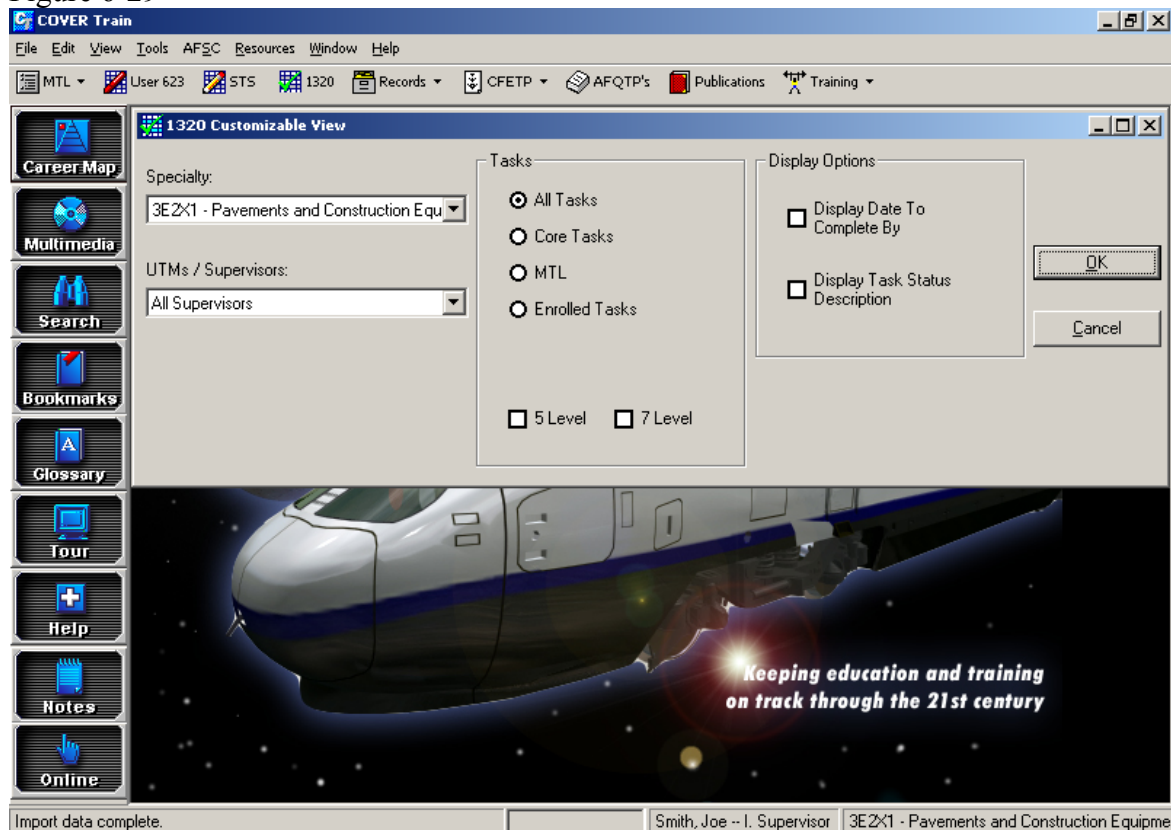 Figure 6-29
COVER Train
File Edit View Tools AFSC Resources Window Help
MTL User 623 STS 1320 Records CFETP AFQTP's Publications Training
Career Map
Multimedia
Search
Bookmarks
Glossary
Tour
Help
Notes
Online
1320 Customizable View
Specialty:
3E2X1 - Pavements and Construction Equ
UTMs / Supervisors:
All Supervisors
Tasks
All Tasks
Core Tasks
MTL
Enrolled Tasks
5 Level 7 Level
Display Options
Display Date To
Complete By
Display Task Status
Description
OK
Cancel
Keeping education and training
on track through the 21st century
Import data complete. Smith, Joe -- I. Supervisor 3E2X1 - Pavements and Construction Equipme